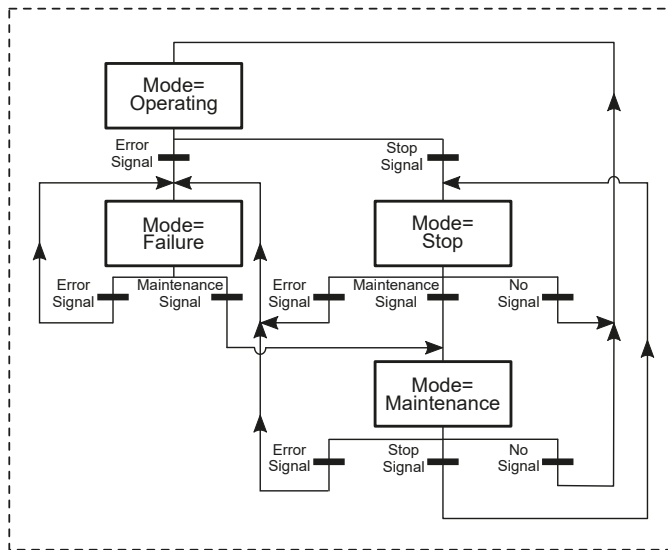 Mode=
Operating
Error
Signal
Stop
Signal
Mode=
Failure
Mode=
Stop
Error
Signal
Maintenance
Signal
Error
Signal
Maintenance
Signal
No
Signal
Mode=
Maintenance
Error
Signal
Stop
Signal
No
Signal